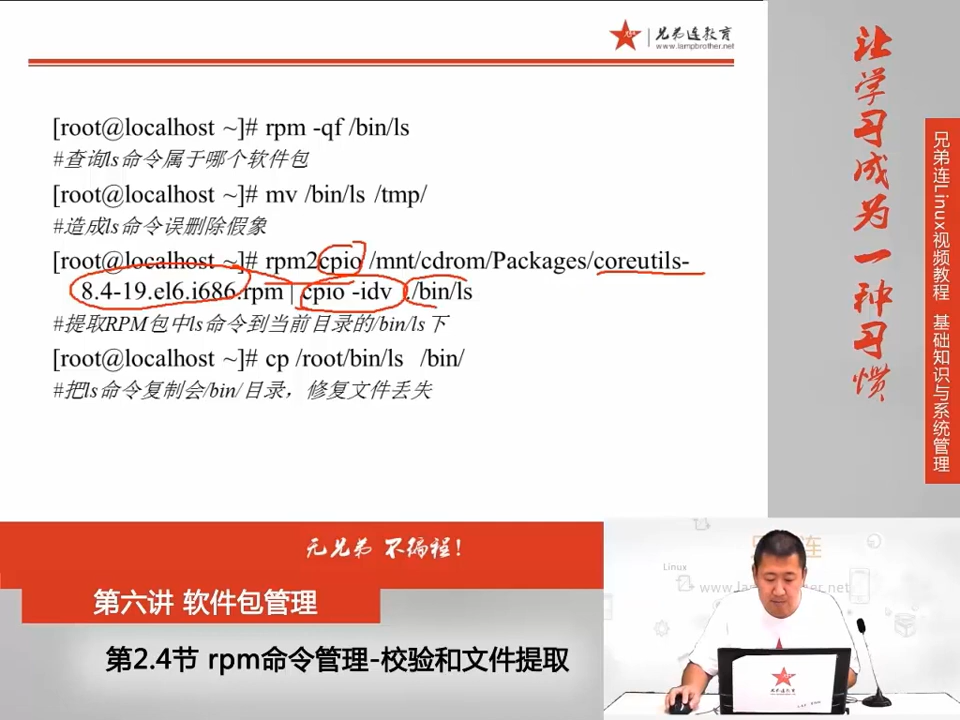 兄弟连教育
www.lampbrother.net
[root@localhost ~]# rpm -qf /bin/ls
#查询ls命令属于哪个软件包
[root@localhost ~]# mv /bin/ls /tmp/
#造成ls命令误删除假象
[root@localhost ~]# rpm2cpio /mnt/cdrom/Packages/coreutils-
8.4-19.el6.i686.rpm | cpio -idv ./bin/ls
#提取RPM包中ls命令到当前目录的/bin/ls下
[root@localhost ~]# cp /root/bin/ls /bin/
#把ls命令复制会/bin/目录，修复文件丢失
让学习成为一种习惯
兄弟连Linux视频教程 基础知识与系统管理
无兄弟 不编程！
第六讲 软件包管理
第2.4节 rpm命令管理-校验和文件提取
Linux